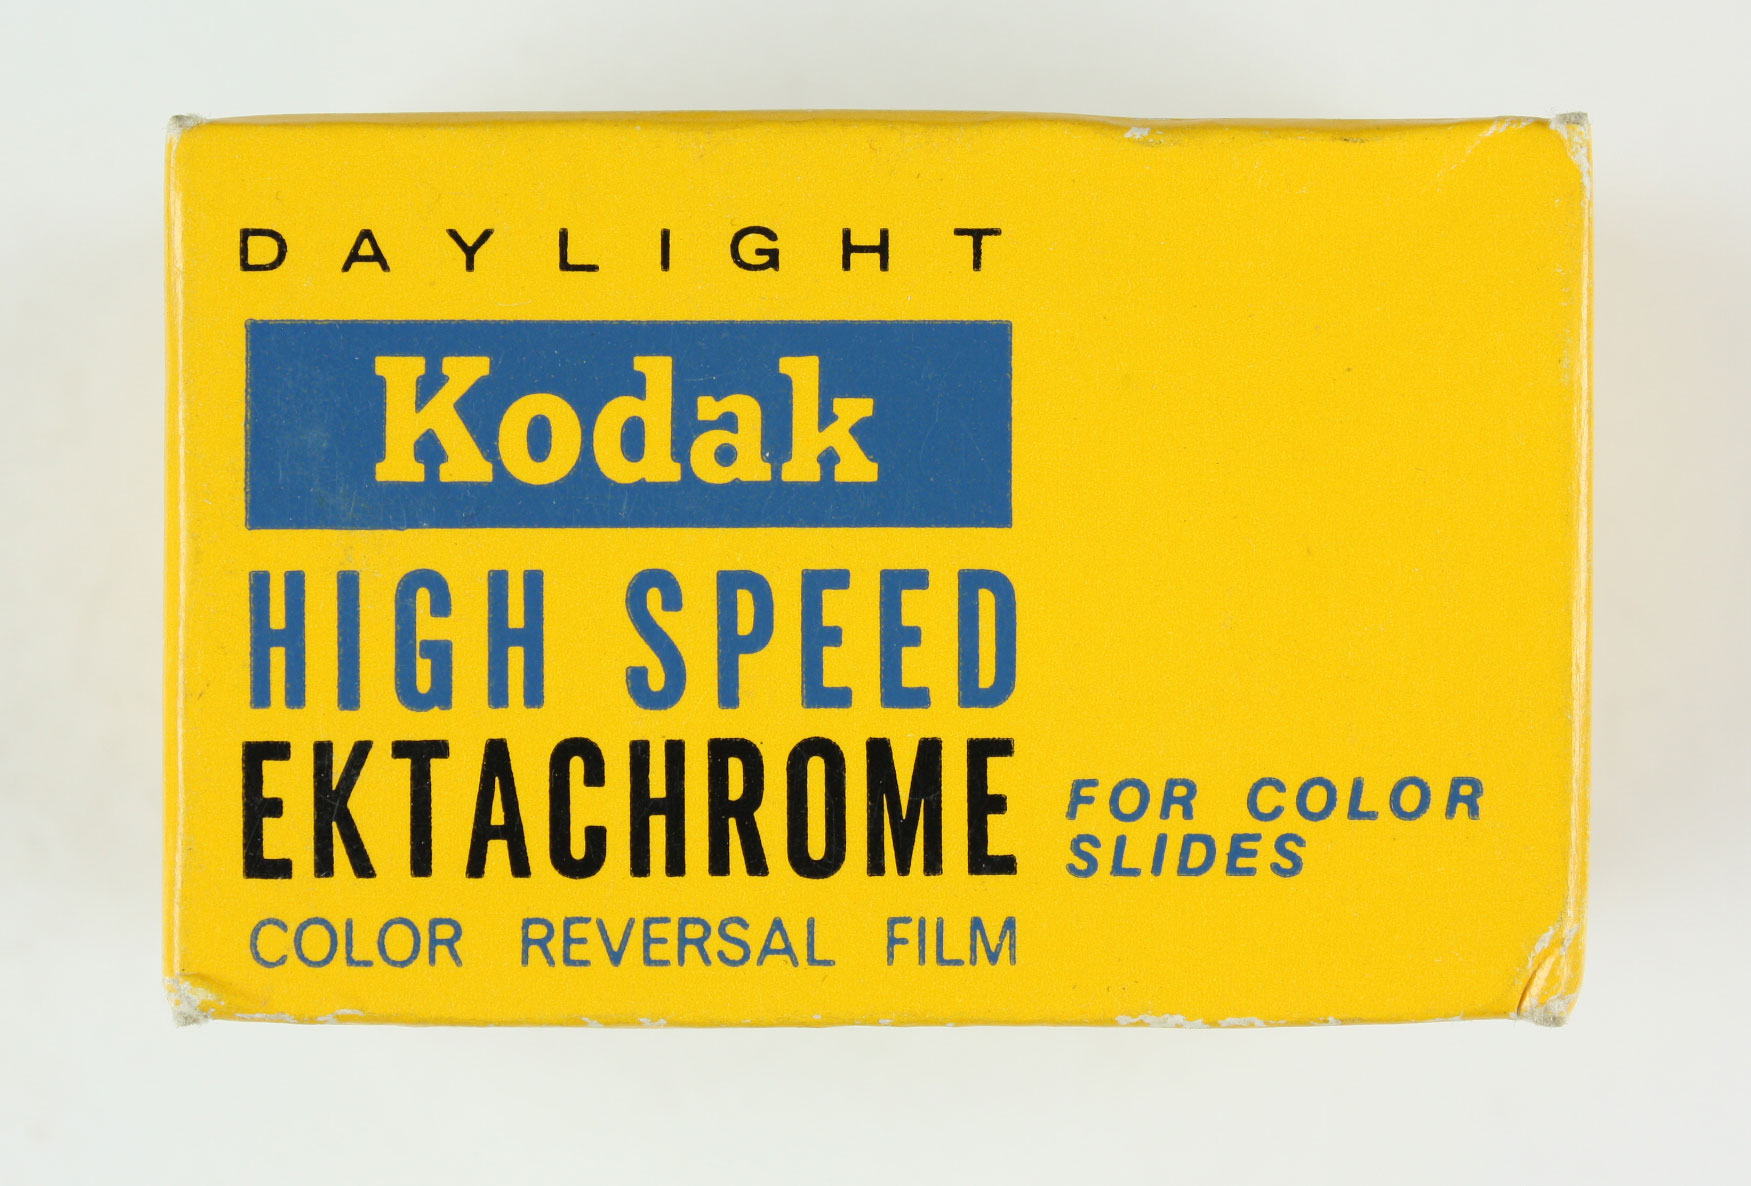 DAYLIGHT
Kodak
HIGH SPEED
EKTACHROME
FOR COLOR
SLIDES
COLOR REVERSAL FILM